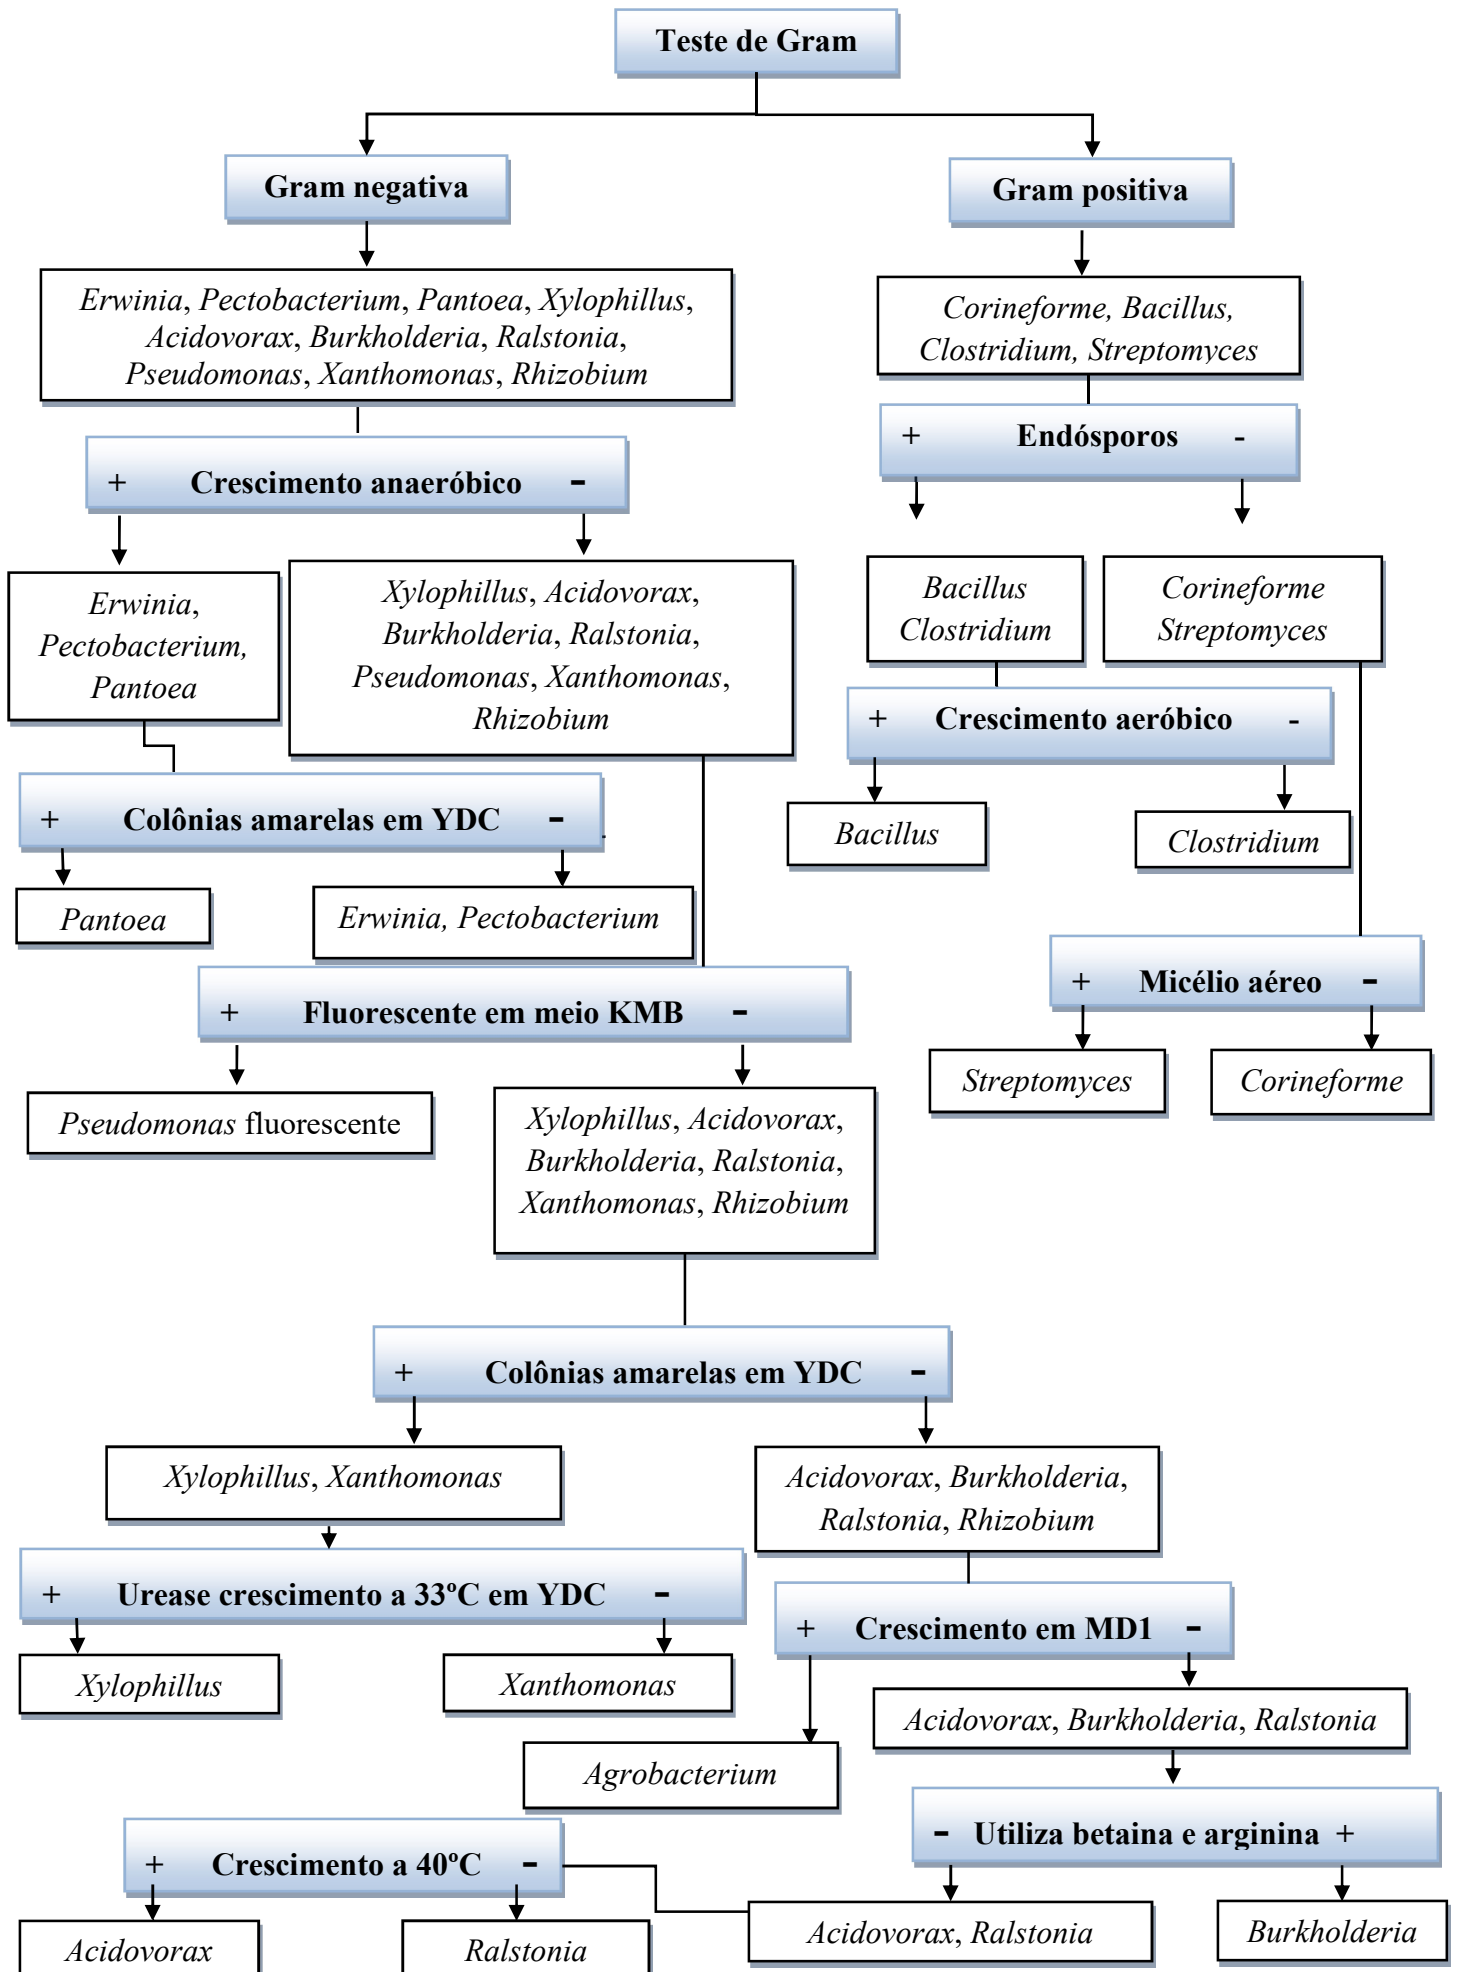 Teste de Gram
Gram negativa
Gram positiva
Erwinia, Pectobacterium, Pantoea, Xylophillus,
Acidovorax, Burkholderia, Ralstonia,
Pseudomonas, Xanthomonas, Rhizobium
Corineforme, Bacillus,
Clostridium, Streptomyces
+ Endósporos -
+ Crescimento anaeróbico -
Erwinia,
Pectobacterium,
Pantoea
Xylophillus, Acidovorax,
Burkholderia, Ralstonia,
Pseudomonas, Xanthomonas,
Rhizobium
Bacillus
Clostridium
Corineforme
Streptomyces
+ Crescimento aeróbico -
+ Colônias amarelas em YDC -
-
Bacillus
Clostridium
Pantoea
Erwinia, Pectobacterium
+ Micélio aéreo -
+ Fluorescente em meio KMB -
Streptomyces
Corineforme
Pseudomonas fluorescente
Xylophillus, Acidovorax,
Burkholderia, Ralstonia,
Xanthomonas, Rhizobium
+ Colônias amarelas em YDC -
Xylophillus, Xanthomonas
Acidovorax, Burkholderia,
Ralstonia, Rhizobium
+ Urease crescimento a 33ºC em YDC -
+ Crescimento em MD1 -
Xylophillus
Xanthomonas
Acidovorax, Burkholderia, Ralstonia
Agrobacterium
- Utiliza betaina e arginina +
+ Crescimento a 40ºC -
Acidovorax, Ralstonia
Burkholderia
Acidovorax
Ralstonia